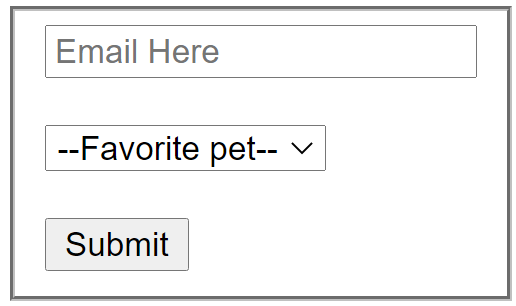 Email Here
--Favorite pet--
Submit